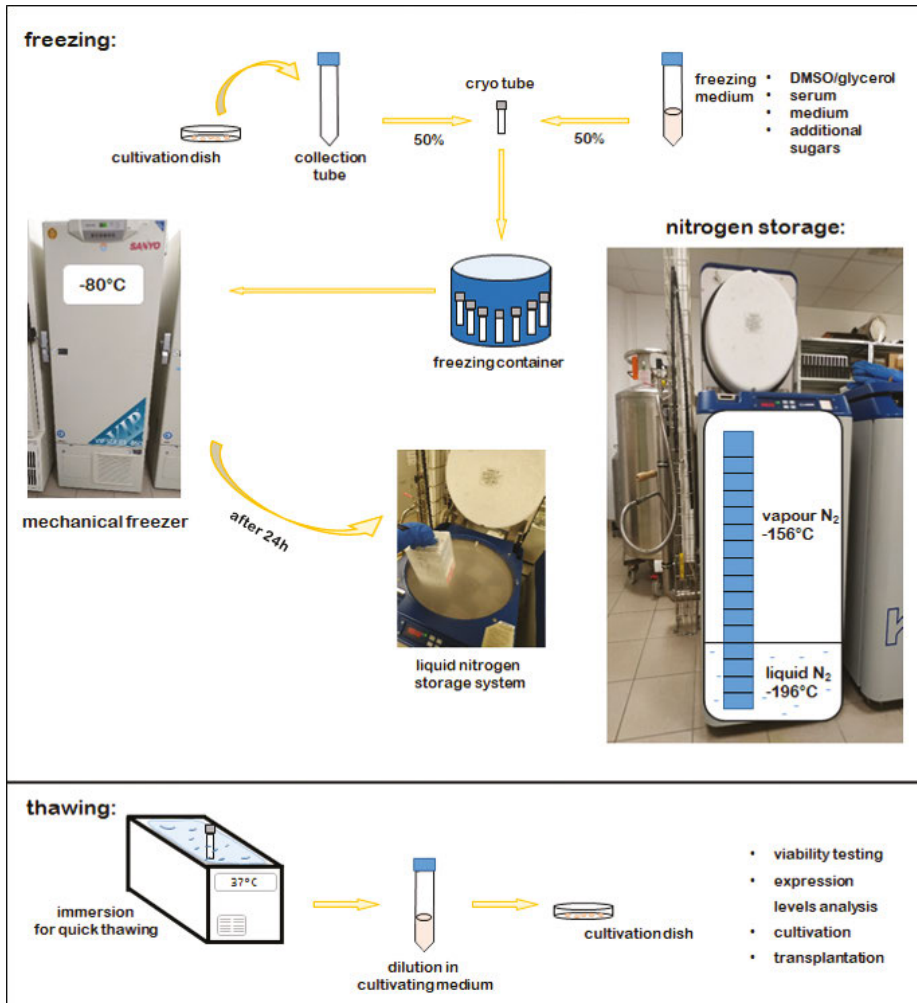 freezing:
cryo tube
freezing
medium
• DMSO/glycerol
• serum
• medium
• additional
sugars
cultivation dish
collection
tube
50%
50%
nitrogen storage:
SANYO
-80°C
freezing container
VIP
mechanical freezer
after 24h
liquid nitrogen
storage system
vapour N₂
-156°C
liquid N₂
-196°C
thawing:
37°C
immersion
for quick thawing
dilution in
cultivating medium
cultivation dish
• viability testing
• expression
levels analysis
• cultivation
• transplantation